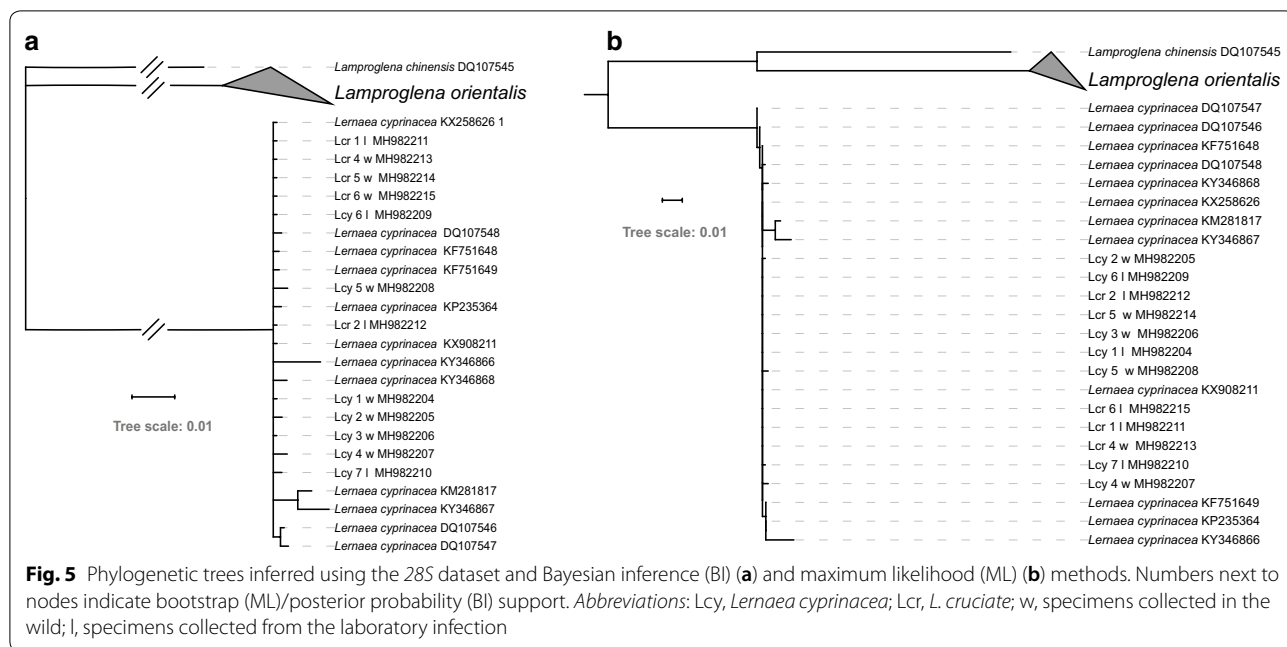 a
Lamproglena chinensis DQ107545
Lamproglena orientalis
Lernaea cyprinacea KX258626 1
Lcr 1 l MH982211
Lcr 4 w MH982213
Lcr 5 w MH982214
Lcr 6 w MH982215
Lcy 6 l MH982209
Lernaea cyprinacea DQ107548
Lernaea cyprinacea KF751648
Lernaea cyprinacea KF751649
Lcy 5 w MH982208
Lernaea cyprinacea KP235364
Lcr 2 l MH982212
Lernaea cyprinacea KX908211
Lernaea cyprinacea KY346866
Lernaea cyprinacea KY346868
Lcy 1 w MH982204
Lcy 2 w MH982205
Lcy 3 w MH982206
Lcy 4 w MH982207
Lcy 7 l MH982210
Lernaea cyprinacea KM281817
Lernaea cyprinacea KY346867
Lernaea cyprinacea DQ107546
Lernaea cyprinacea DQ107547
Tree scale: 0.01
b
Lamproglena chinensis DQ107545
Lamproglena orientalis
Lernaea cyprinacea DQ107547
Lernaea cyprinacea DQ107546
Lernaea cyprinacea KF751648
Lernaea cyprinacea DQ107548
Lernaea cyprinacea KY346868
Lernaea cyprinacea KX258626
Lernaea cyprinacea KM281817
Lernaea cyprinacea KY346867
Lcy 2 w MH982205
Lcy 6 l MH982209
Lcr 2 l MH982212
Lcr 5 w MH982214
Lcy 3 w MH982206
Lcy 1 l MH982204
Lcy 5 w MH982208
Lernaea cyprinacea KX908211
Lcr 6 l MH982215
Lcr 1 l MH982211
Lcr 4 w MH982213
Lcy 7 l MH982210
Lcy 4 w MH982207
Lernaea cyprinacea KF751649
Lernaea cyprinacea KP235364
Lernaea cyprinacea KY346866
Tree scale: 0.01
Fig. 5 Phylogenetic trees inferred using the 28S dataset and Bayesian inference (BI) (a) and maximum likelihood (ML) (b) methods. Numbers next to
nodes indicate bootstrap (ML)/posterior probability (BI) support. Abbreviations: Lcy, Lernaea cyprinacea; Lcr, L. cruciate; w, specimens collected in the
wild; l, specimens collected from the laboratory infection